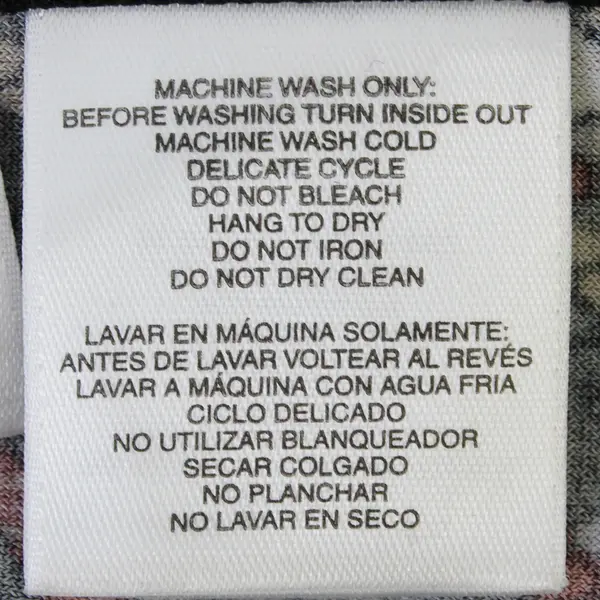 MACHINE WASH ONLY:
BEFORE WASHING TURN INSIDE OUT
MACHINE WASH COLD
DELICATE CYCLE
DO NOT BLEACH
HANG TO DRY
DO NOT IRON
DO NOT DRY CLEAN
LAVAR EN MÁQUINA SOLAMENTE:
ANTES DE LAVAR VOLTEAR AL REVÉS
LAVAR A MÁQUINA CON AGUA FRIA
CICLO DELICADO
NO UTILIZAR BLANQUEADOR
SECAR COLGADO
NO PLANCHAR
NO LAVAR EN SECO